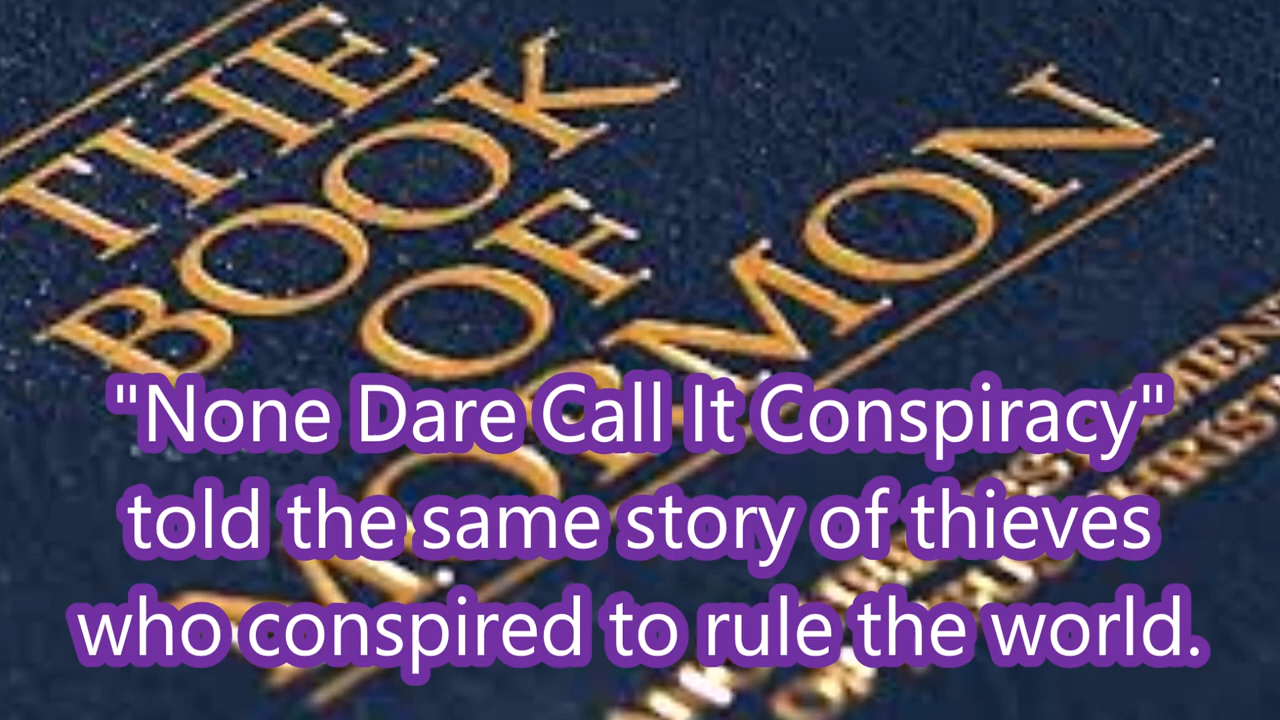 THE
BOOK
OF
MORMON
"None Dare Call It Conspiracy"
told the same story of thieves
who conspired to rule the world.